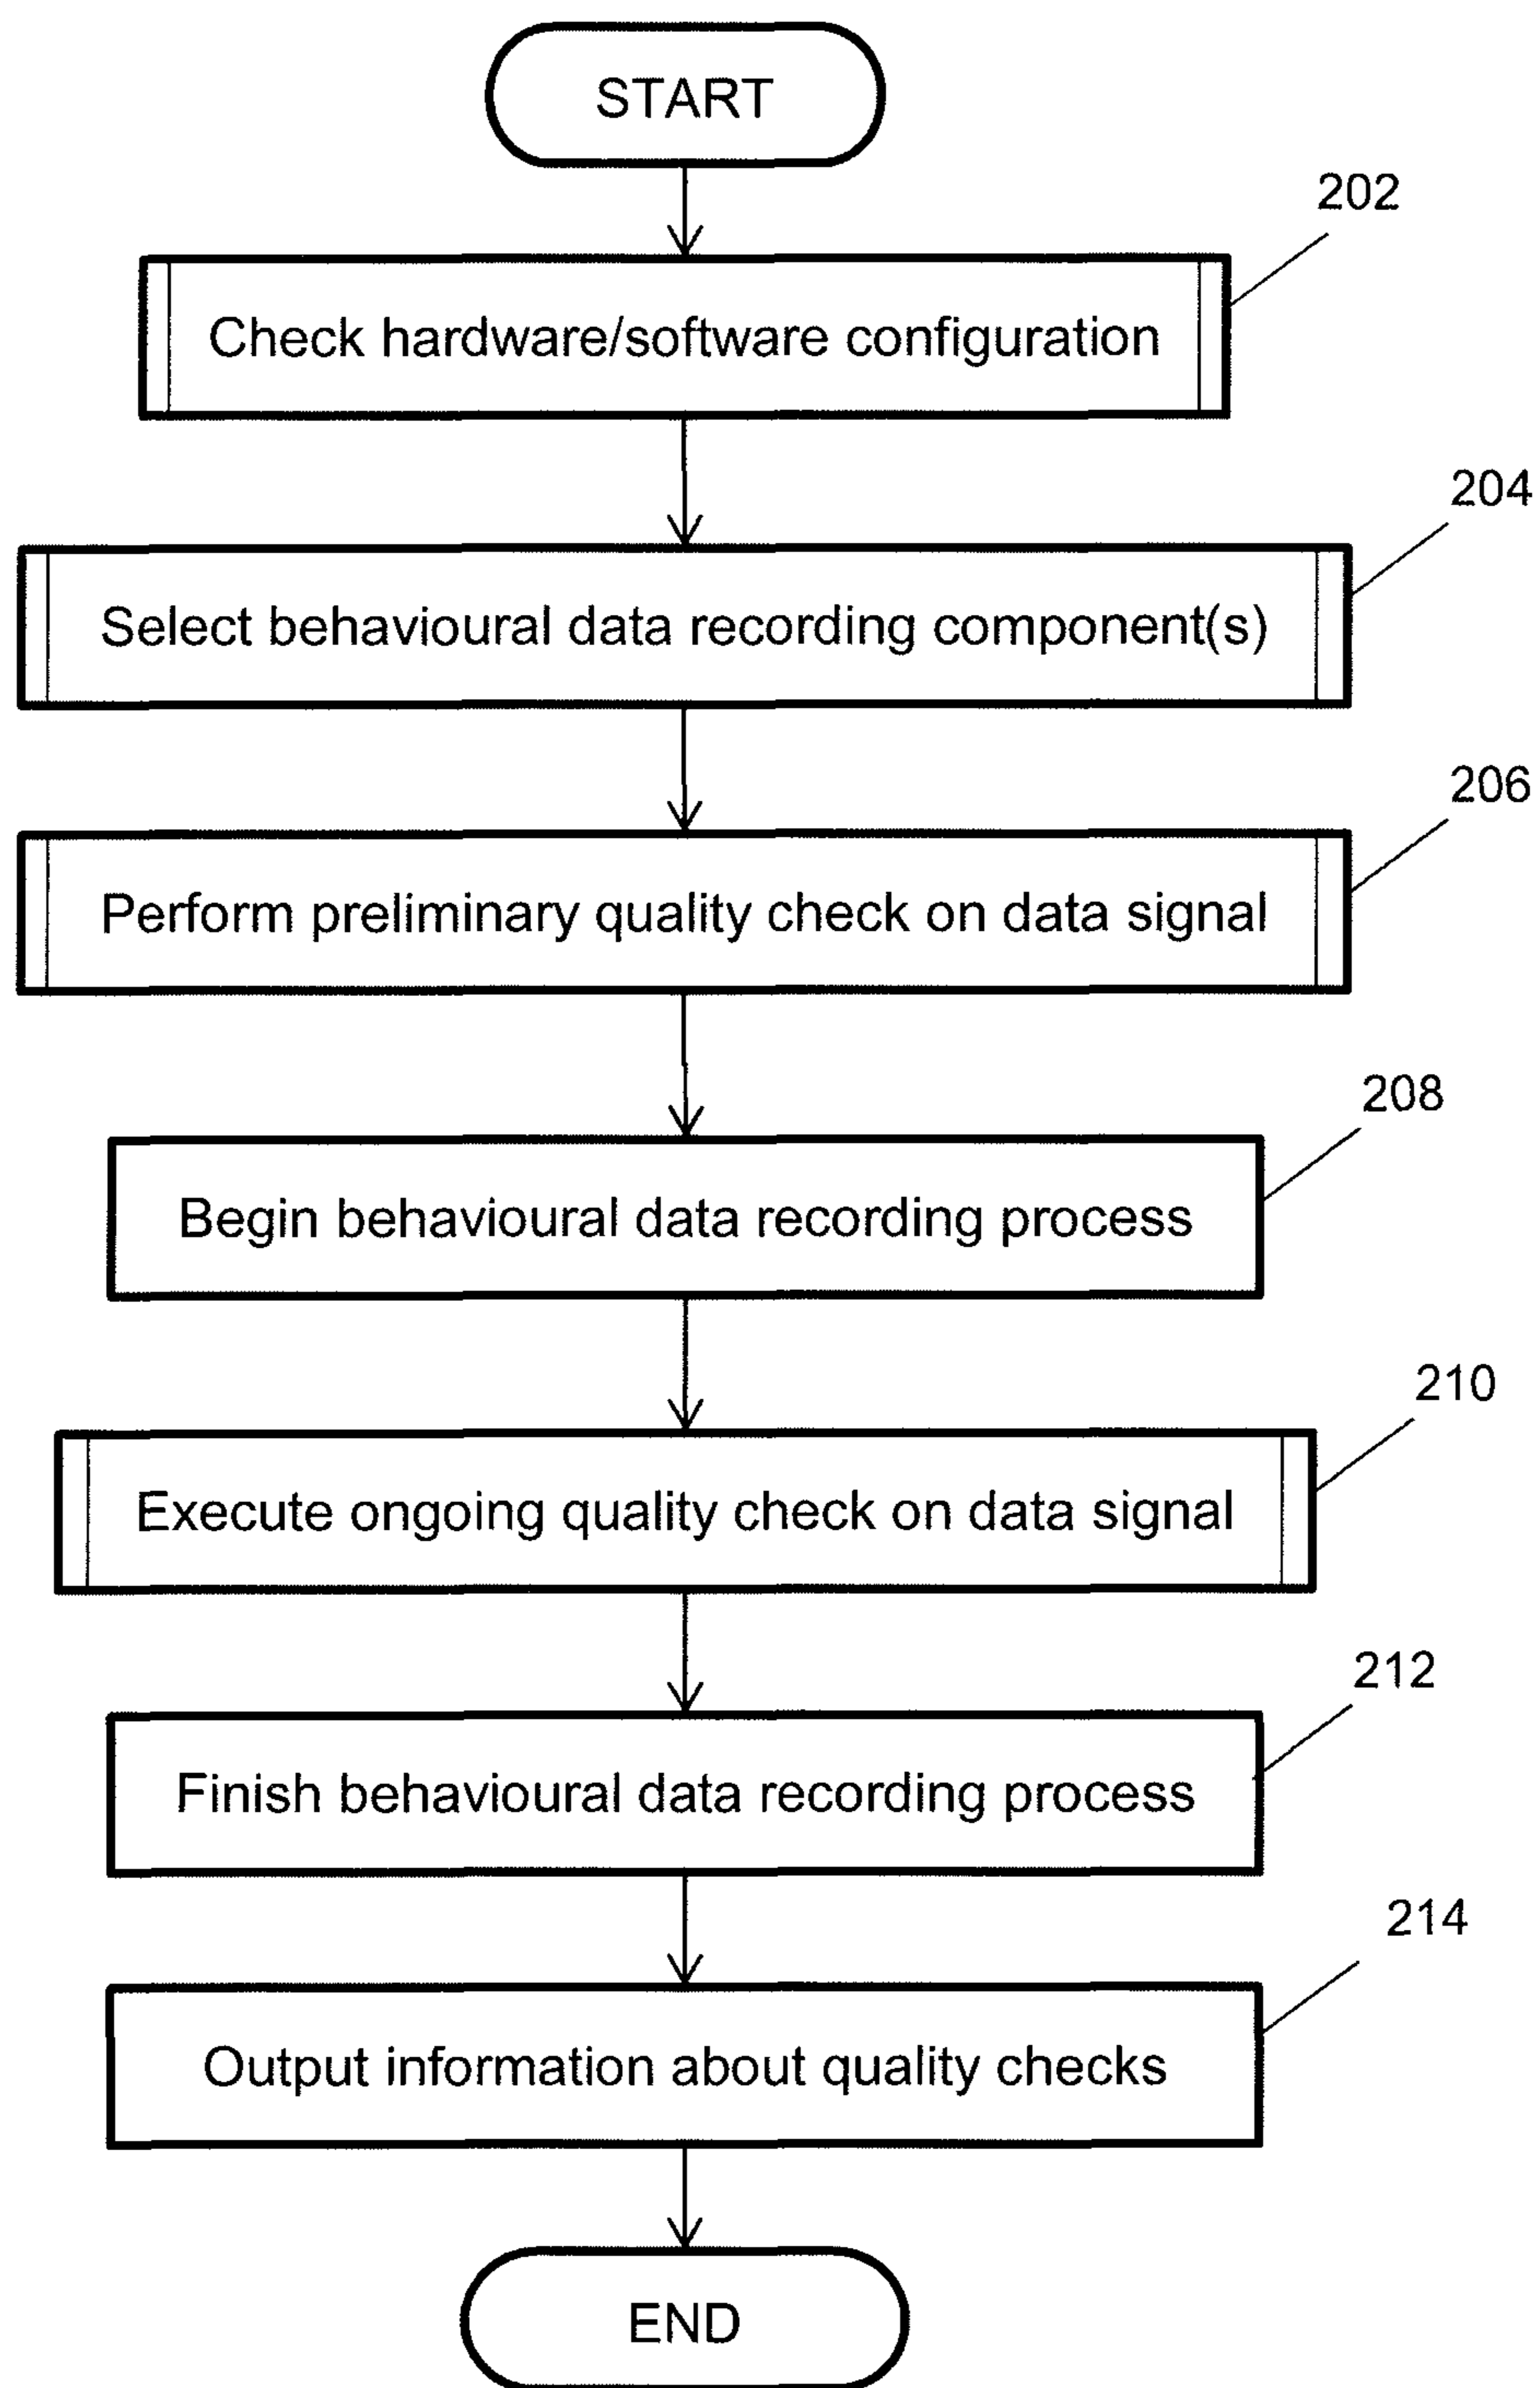 START
202
Check hardware/software configuration
204
Select behavioural data recording component(s)
206
Perform preliminary quality check on data signal
208
Begin behavioural data recording process
210
Execute ongoing quality check on data signal
212
Finish behavioural data recording process
214
Output information about quality checks
END